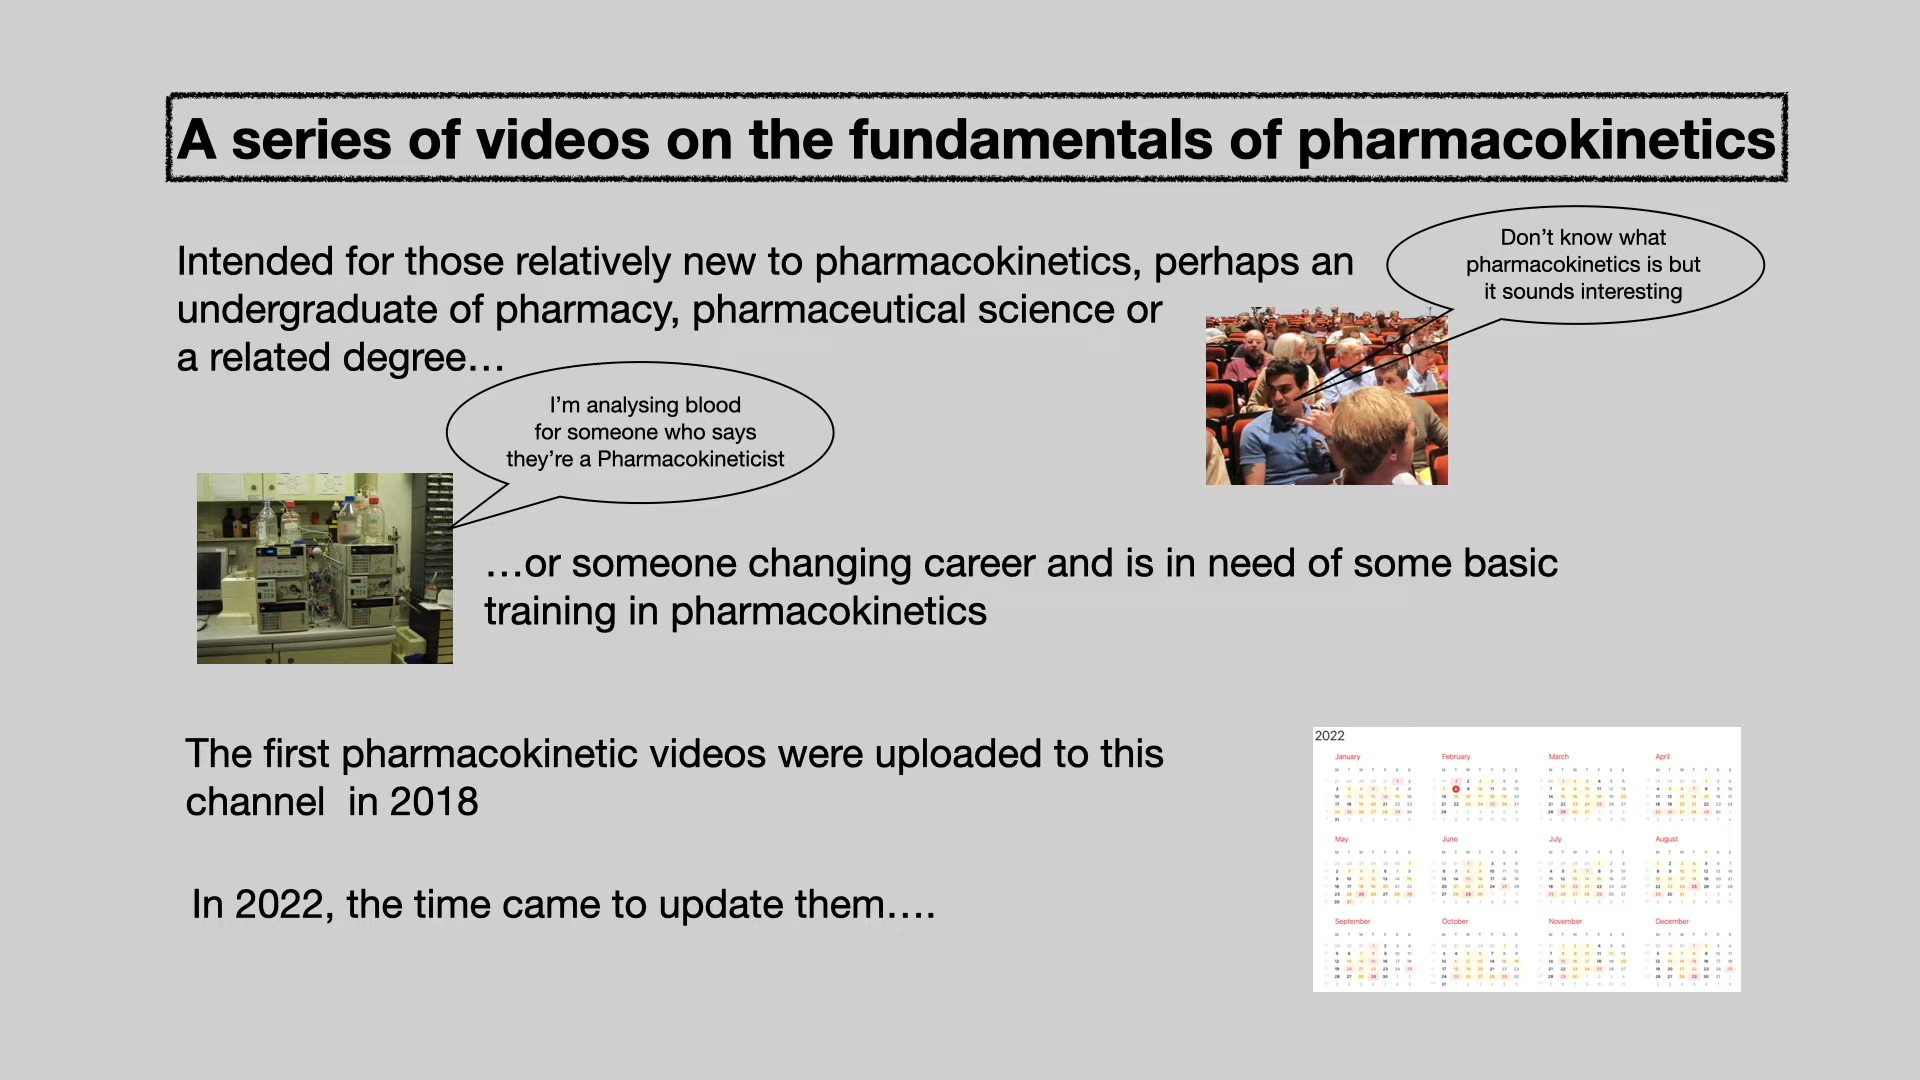 A series of videos on the fundamentals of pharmacokinetics
Intended for those relatively new to pharmacokinetics, perhaps an
undergraduate of pharmacy, pharmaceutical science or
a related degree…
Don’t know what
pharmacokinetics is but
it sounds interesting
I’m analysing blood
for someone who says
they’re a Pharmacokineticist
…or someone changing career and is in need of some basic
training in pharmacokinetics
The first pharmacokinetic videos were uploaded to this
channel  in 2018
In 2022, the time came to update them….
2022
January February March April
May June July August
September October November December